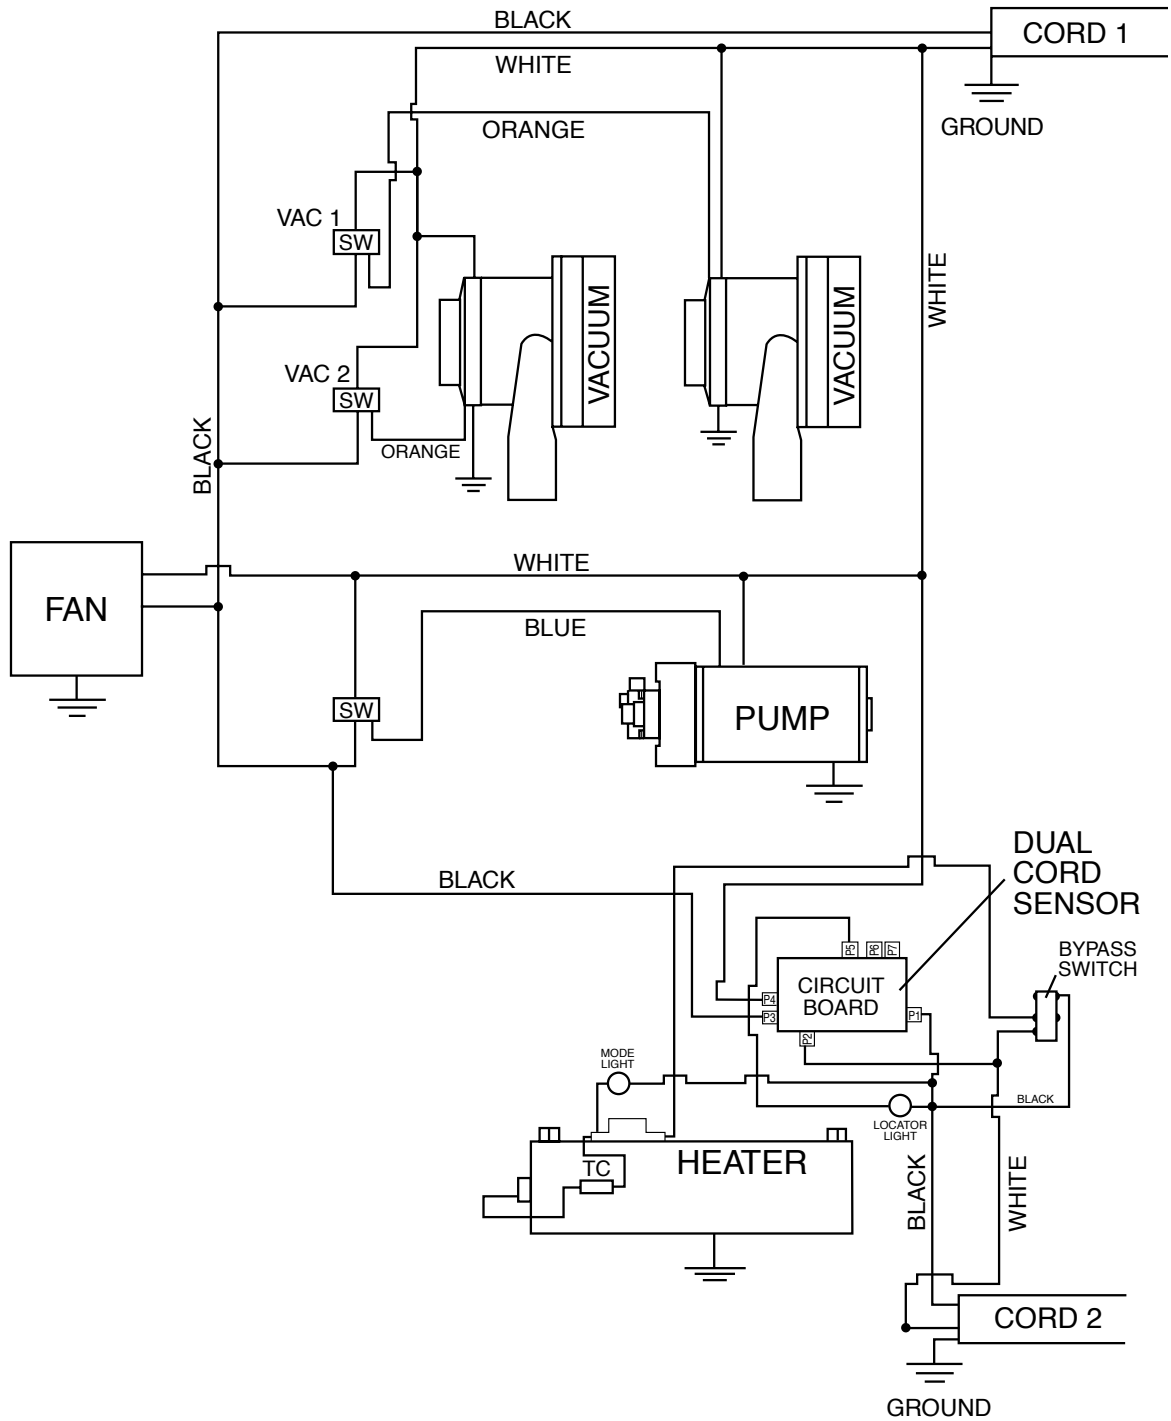 BLACK
CORD 1
WHITE
GROUND
ORANGE
VAC 1
SW
WHITE
VACUUM
VACUUM
VAC 2
SW
ORANGE
BLACK
FAN
WHITE
BLUE
SW
PUMP
DUAL
CORD
SENSOR
BLACK
BYPASS
SWITCH
P5
P6
P7
CIRCUIT
BOARD
P4
P3
P1
P2
MODE
LIGHT
BLACK
LOCATOR
LIGHT
HEATER
TC
BLACK
WHITE
CORD 2
GROUND